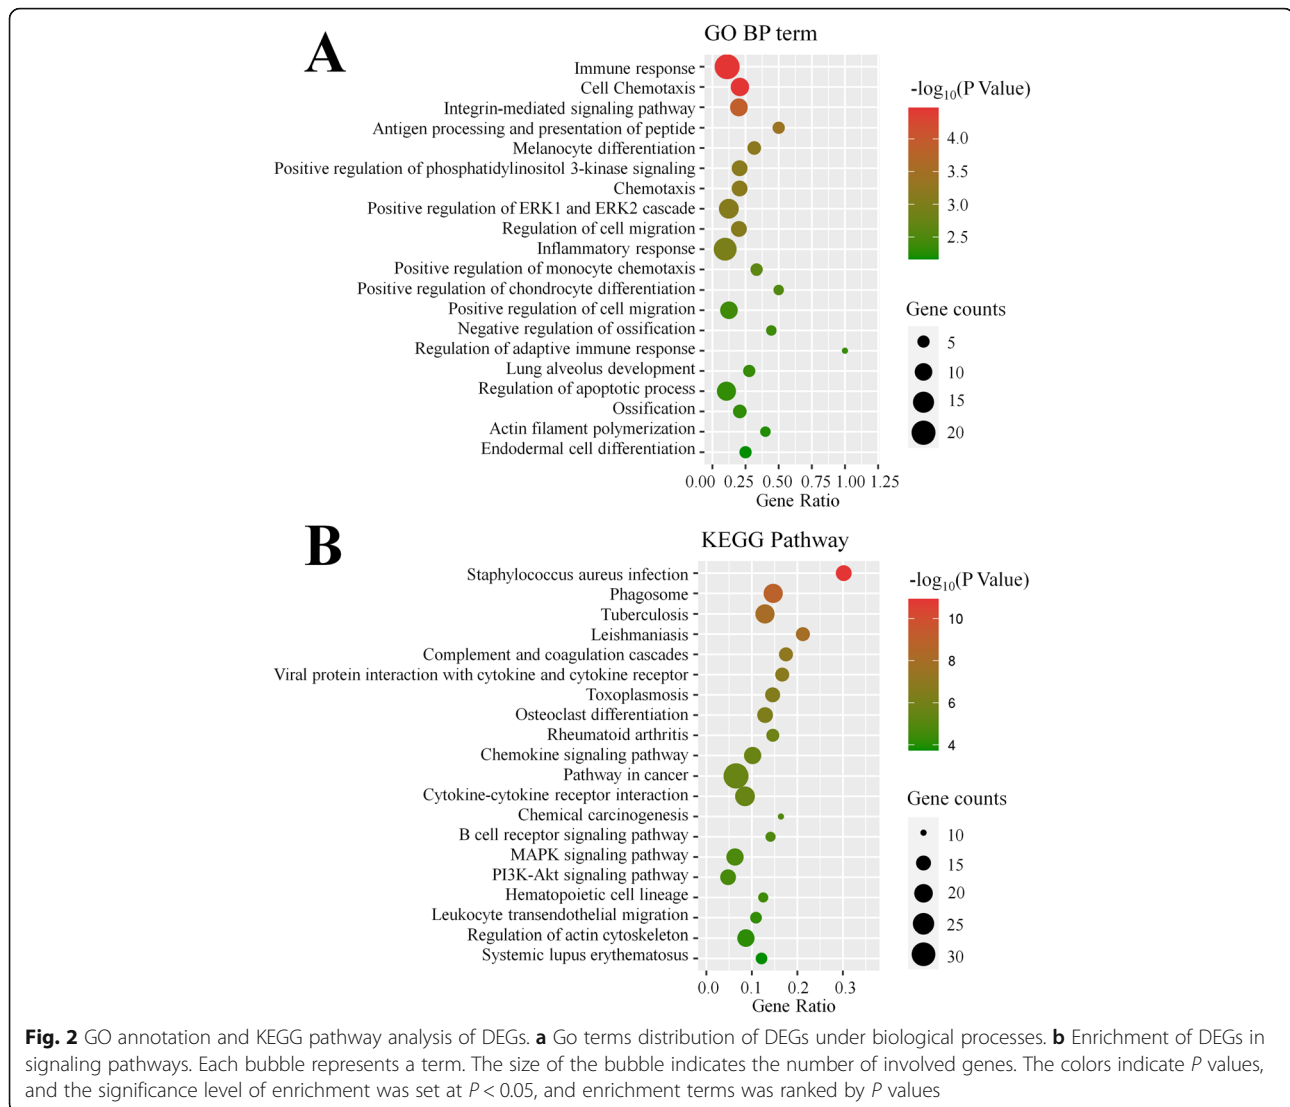 A
GO BP term
Immune response
Cell Chemotaxis
Integrin-mediated signaling pathway
Antigen processing and presentation of peptide
Melanocyte differentiation
Positive regulation of phosphatidylinositol 3-kinase signaling
Chemotaxis
Positive regulation of ERK1 and ERK2 cascade
Regulation of cell migration
Inflammatory response
Positive regulation of monocyte chemotaxis
Positive regulation of chondrocyte differentiation
Positive regulation of cell migration
Negative regulation of ossification
Regulation of adaptive immune response
Lung alveolus development
Regulation of apoptotic process
Ossification
Actin filament polymerization
Endodermal cell differentiation
0.00 0.25 0.50 0.75 1.00 1.25
Gene Ratio
-log10(P Value)
4.0
3.5
3.0
2.5
Gene counts
5
10
15
20
B
KEGG Pathway
Staphylococcus aureus infection
Phagosome
Tuberculosis
Leishmaniasis
Complement and coagulation cascades
Viral protein interaction with cytokine and cytokine receptor
Toxoplasmosis
Osteoclast differentiation
Rheumatoid arthritis
Chemokine signaling pathway
Pathway in cancer
Cytokine-cytokine receptor interaction
Chemical carcinogenesis
B cell receptor signaling pathway
MAPK signaling pathway
PI3K-Akt signaling pathway
Hematopoietic cell lineage
Leukocyte transendothelial migration
Regulation of actin cytoskeleton
Systemic lupus erythematosus
0.0 0.1 0.2 0.3
Gene Ratio
-log10(P Value)
10
8
6
4
Gene counts
10
15
20
25
30
Fig. 2 GO annotation and KEGG pathway analysis of DEGs. a Go terms distribution of DEGs under biological processes. b Enrichment of DEGs in
signaling pathways. Each bubble represents a term. The size of the bubble indicates the number of involved genes. The colors indicate P values,
and the significance level of enrichment was set at P < 0.05, and enrichment terms was ranked by P values